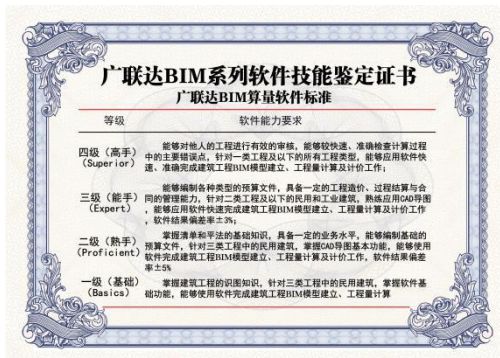 广联达BIM系列软件技能鉴定证书
广联达BIM算量软件标准
等级 软件能力要求
四级（高手） 能够对他人的工程进行有效的审核，能够较快速、准确检查计算过程
(Superior) 中的主要错误点，针对一类工程及以下的所有工程类型，能够应用软件快
速、准确完成建筑工程BIM模型建立、工程量计算及计价工作；
三级（能手） 能够编制各种类型的预算文件，具备一定的工程造价、过程结算与合
(Expert) 同的管理能力，针对二类工程及以下的民用和工业建筑，熟练应用CAD导图
，能够应用软件快速完成建筑工程BIM模型建立、工程量计算及计价工作
，软件结果偏差率±3%；
二级（熟手） 掌握清单和平法的基础知识，具备一定的业务水平，能够编制基础的
(Proficient) 预算文件，针对三类工程中的民用建筑，掌握CAD导图基本功能，能够使用
软件完成建筑工程BIM模型建立、工程量计算及计价工作，软件结果偏差
率±5%
一级（基础） 掌握建筑工程的识图知识，针对三类工程中的民用建筑，掌握软件基
(Basics) 础功能，能够使用软件完成建筑工程BIM模型建立、工程量计算